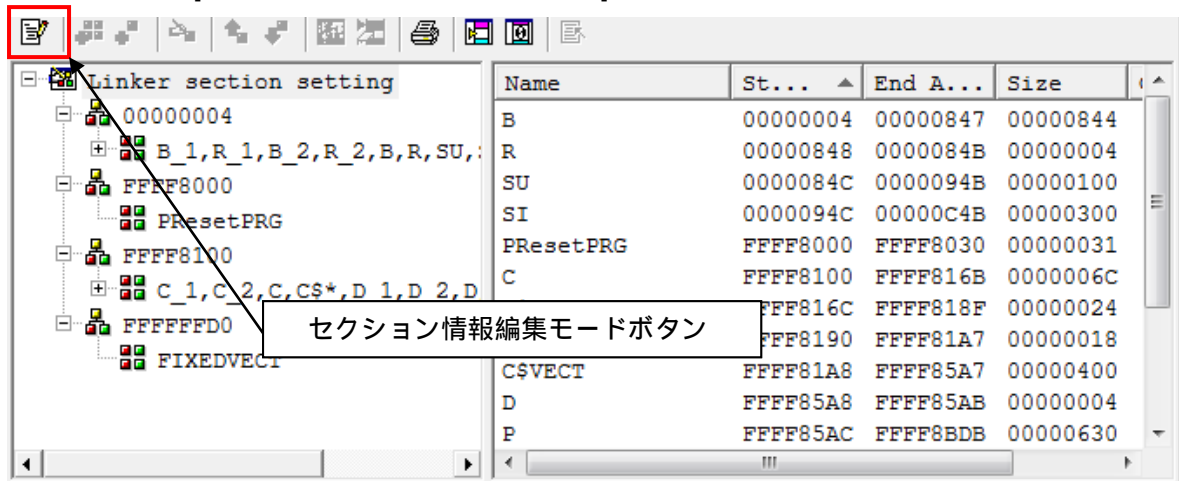 Linker section setting
00000004
B_1,R_1,B_2,R_2,B,R,SU,
FFFF8000
PResetPRG
FFFF8100
C_1,C_2,C,C$*,D_1,D_2,D
FFFFFFD0
FIXEDVECT
セクション情報編集モードボタン
Name St... End A... Size
B 00000004 00000847 00000844
R 00000848 0000084B 00000004
SU 0000084C 0000094B 00000100
SI 0000094C 00000C4B 00000300
PResetPRG FFFF8000 FFFF8030 00000031
C FFFF8100 FFFF816B 0000006C
FFFF816C FFFF818F 00000024
FFFF8190 FFFF81A7 00000018
C$VECT FFFF81A8 FFFF85A7 00000400
D FFFF85A8 FFFF85AB 00000004
P FFFF85AC FFFF8BDB 00000630